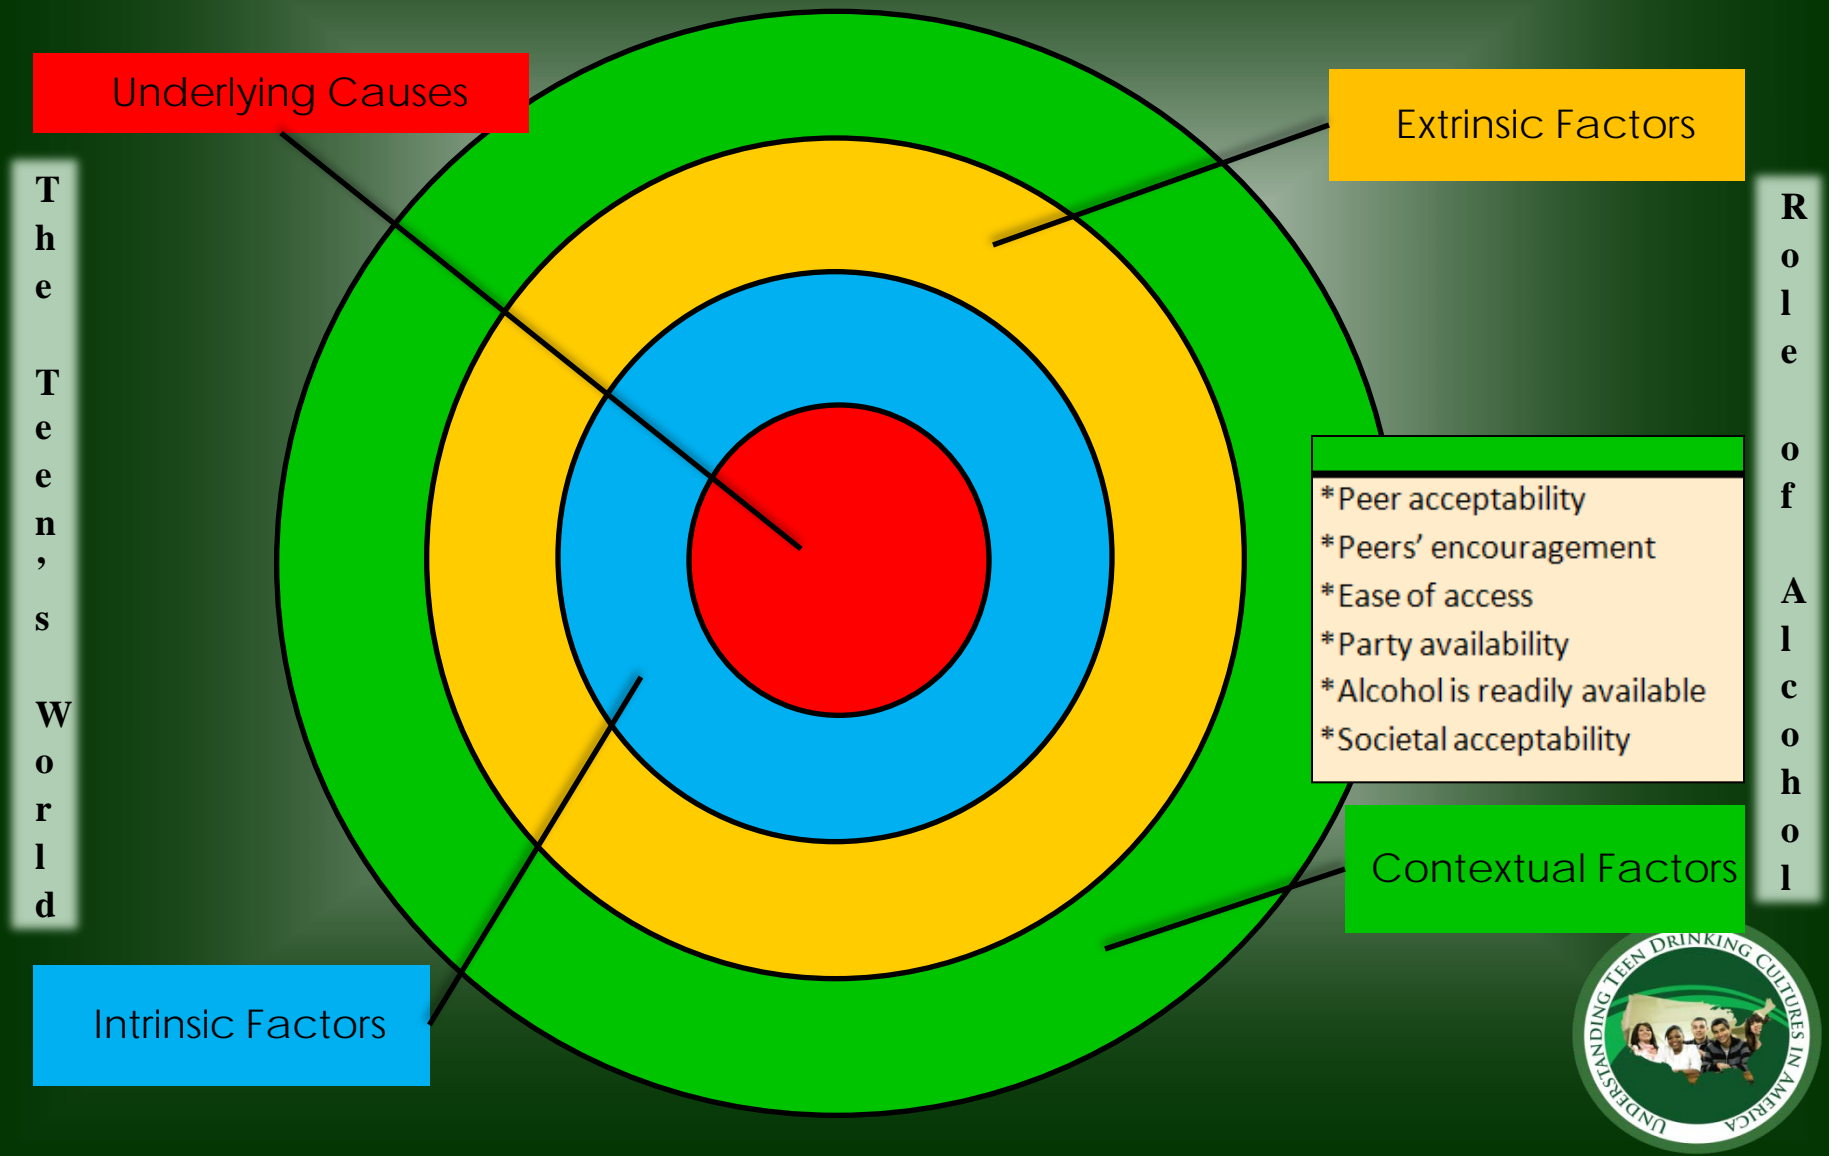 Underlying Causes
Extrinsic Factors
The Teen’s World
Role of Alcohol
*Peer acceptability
*Peers’ encouragement
*Ease of access
*Party availability
*Alcohol is readily available
*Societal acceptability
Contextual Factors
Intrinsic Factors
UNDERSTANDING TEEN DRINKING CULTURES IN AMERICA